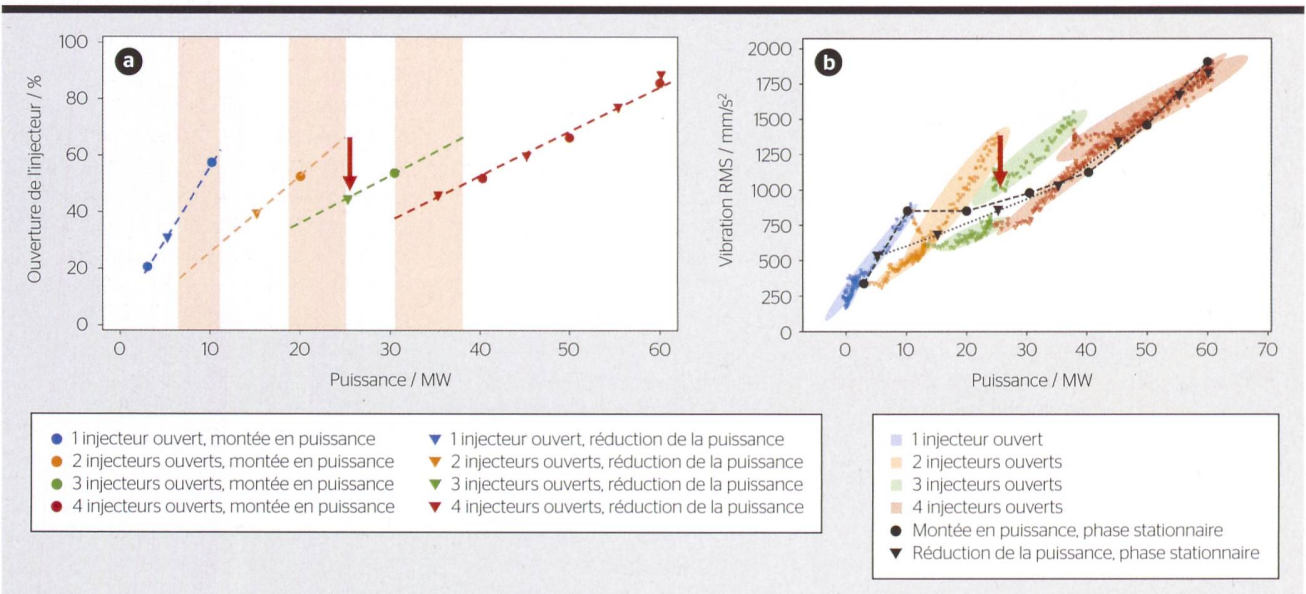 a
100
80
60
40
20
0
Ouverture de l'injecteur / %
0 10 20 30 40 50 60
Puissance / MW
b
2000
1750
1500
1250
1000
750
500
250
0
Vibration RMS / mm/s²
0 10 20 30 40 50 60 70
Puissance / MW
1 injecteur ouvert, montée en puissance
2 injecteurs ouverts, montée en puissance
3 injecteurs ouverts, montée en puissance
4 injecteurs ouverts, montée en puissance
1 injecteur ouvert, réduction de la puissance
2 injecteurs ouverts, réduction de la puissance
3 injecteurs ouverts, réduction de la puissance
4 injecteurs ouverts, réduction de la puissance
1 injecteur ouvert
2 injecteurs ouverts
3 injecteurs ouverts
4 injecteurs ouverts
Montée en puissance, phase stationnaire
Réduction de la puissance, phase stationnaire